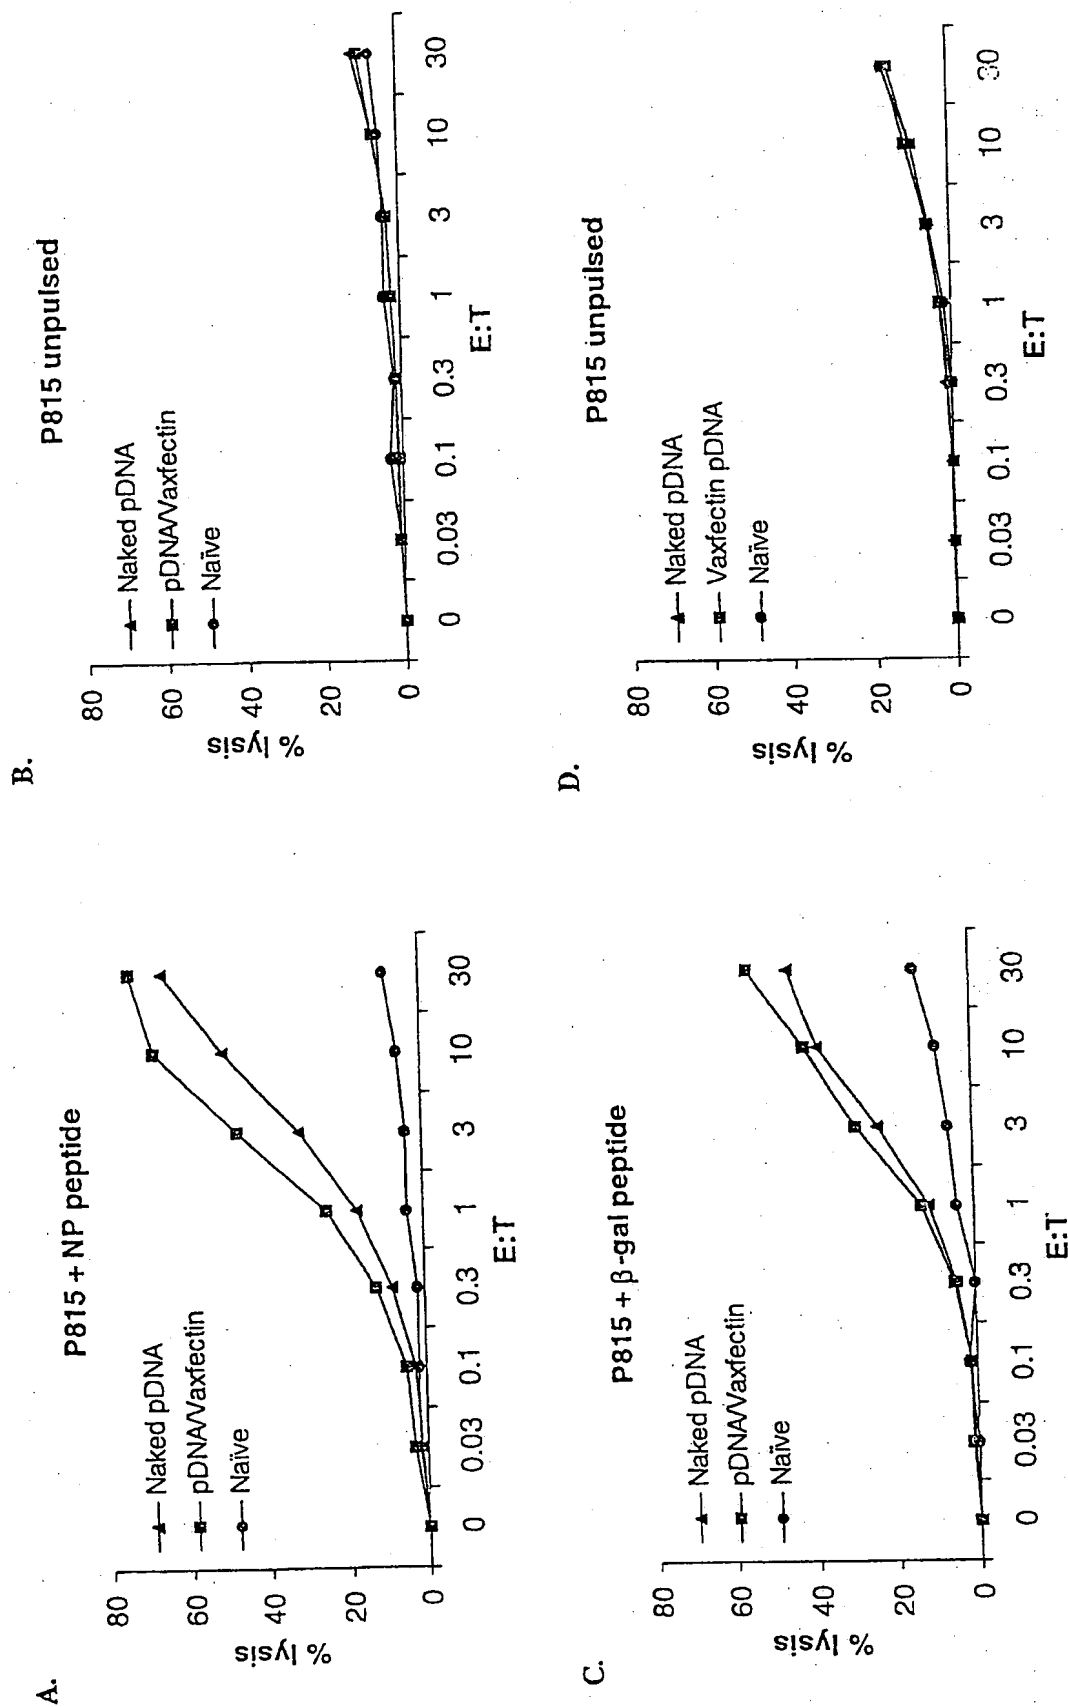 A.
P815 + NP peptide
Naked pDNA
pDNA/Vaxfectin
Naïve
% lysis
80
60
40
20
0
0 0.03 0.1 0.3 1 3 10 30
E:T
B.
P815 unpulsed
Naked pDNA
pDNA/Vaxfectin
Naïve
% lysis
80
60
40
20
0
0 0.03 0.1 0.3 1 3 10 30
E:T
C.
P815 + β-gal peptide
Naked pDNA
pDNA/Vaxfectin
Naïve
% lysis
80
60
40
20
0
0 0.03 0.1 0.3 1 3 10 30
E:T
D.
P815 unpulsed
Naked pDNA
Vaxfectin pDNA
Naïve
% lysis
80
60
40
20
0
0 0.03 0.1 0.3 1 3 10 30
E:T